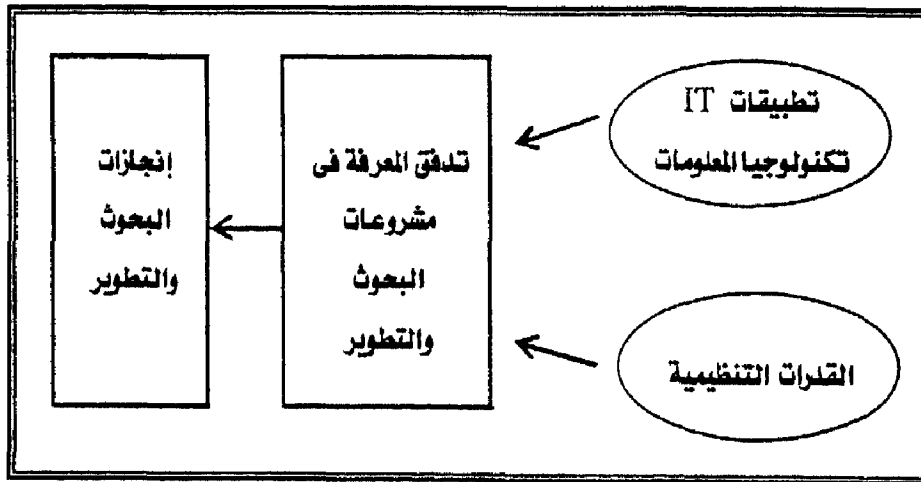 تطبيقات IT
تكنولوجيا المعلومات
القدرات التنظيمية
تدفق المعرفة فى
مشروعات
البحوث
والتطوير
إنجازات
البحوث
والتطوير